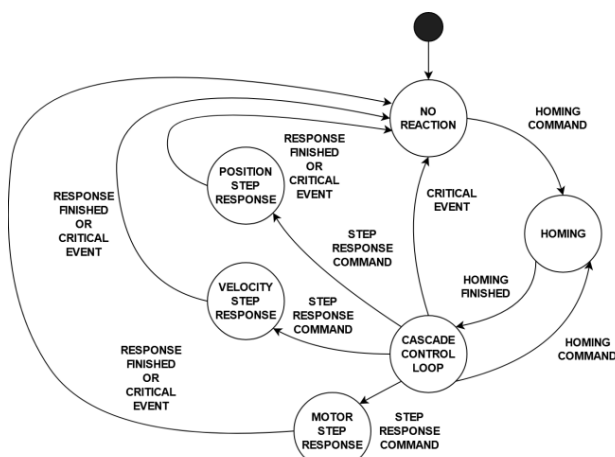 NO
REACTION
HOMING
COMMAND
RESPONSE
FINISHED
OR
CRITICAL
EVENT
POSITION
STEP
RESPONSE
RESPONSE
FINISHED
OR
CRITICAL
EVENT
CRITICAL
EVENT
HOMING
STEP
RESPONSE
COMMAND
HOMING
FINISHED
VELOCITY
STEP
RESPONSE
STEP
RESPONSE
COMMAND
CASCADE
CONTROL
LOOP
HOMING
COMMAND
RESPONSE
FINISHED
OR
CRITICAL
EVENT
MOTOR
STEP
RESPONSE
STEP
RESPONSE
COMMAND